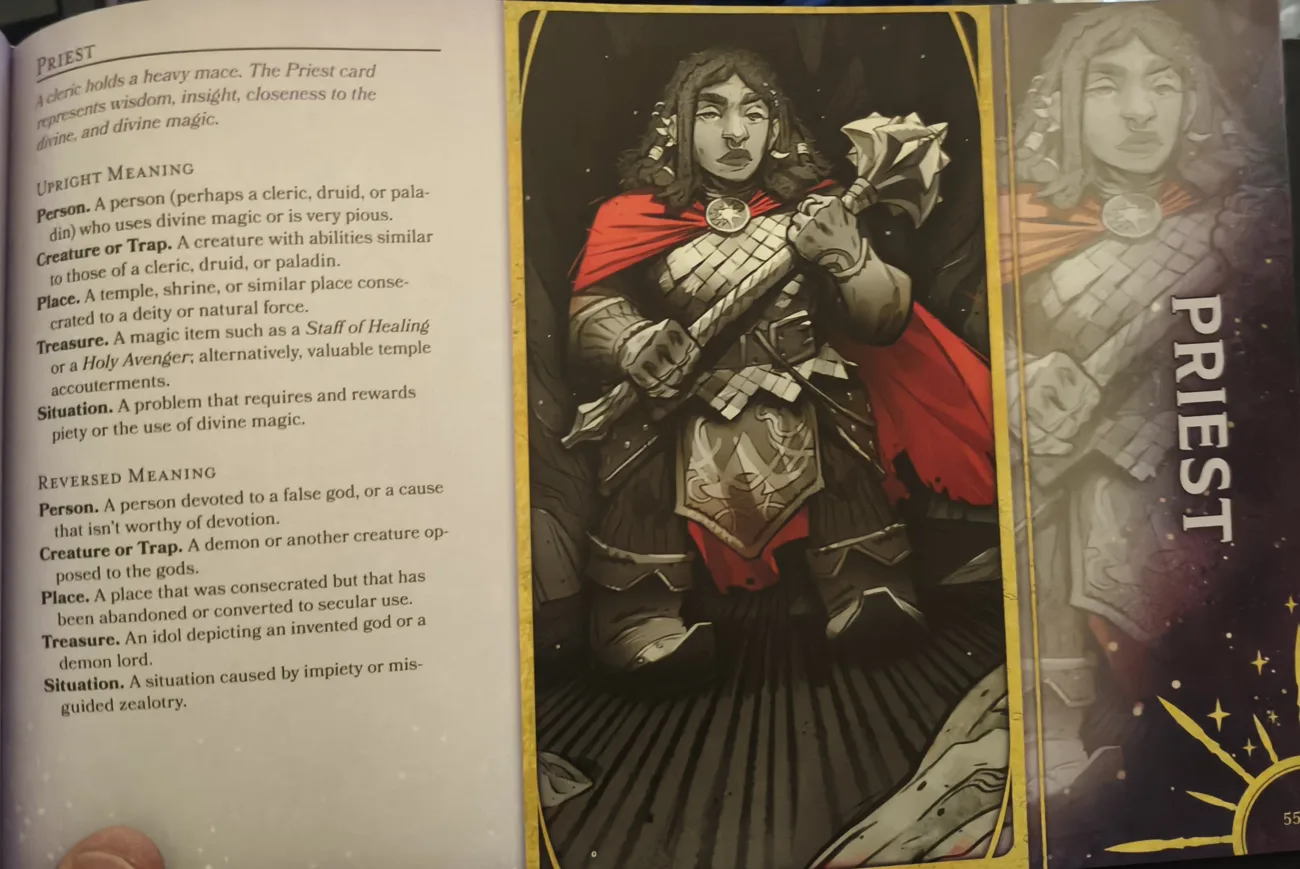 PRIEST
A cleric holds a heavy mace. The Priest card
represents wisdom, insight, closeness to the
divine, and divine magic.
UPRIGHT MEANING
Person. A person (perhaps a cleric, druid, or pala-
din) who uses divine magic or is very pious.
Creature or Trap. A creature with abilities similar
to those of a cleric, druid, or paladin.
Place. A temple, shrine, or similar place conse-
crated to a deity or natural force.
Treasure. A magic item such as a Staff of Healing
or a Holy Avenger; alternatively, valuable temple
accouterments.
Situation. A problem that requires and rewards
piety or the use of divine magic.
REVERSED MEANING
Person. A person devoted to a false god, or a cause
that isn't worthy of devotion.
Creature or Trap. A demon or another creature op-
posed to the gods.
Place. A place that was consecrated but that has
been abandoned or converted to secular use.
Treasure. An idol depicting an invented god or a
demon lord.
Situation. A situation caused by impiety or mis-
guided zealotry.
PRIEST
55